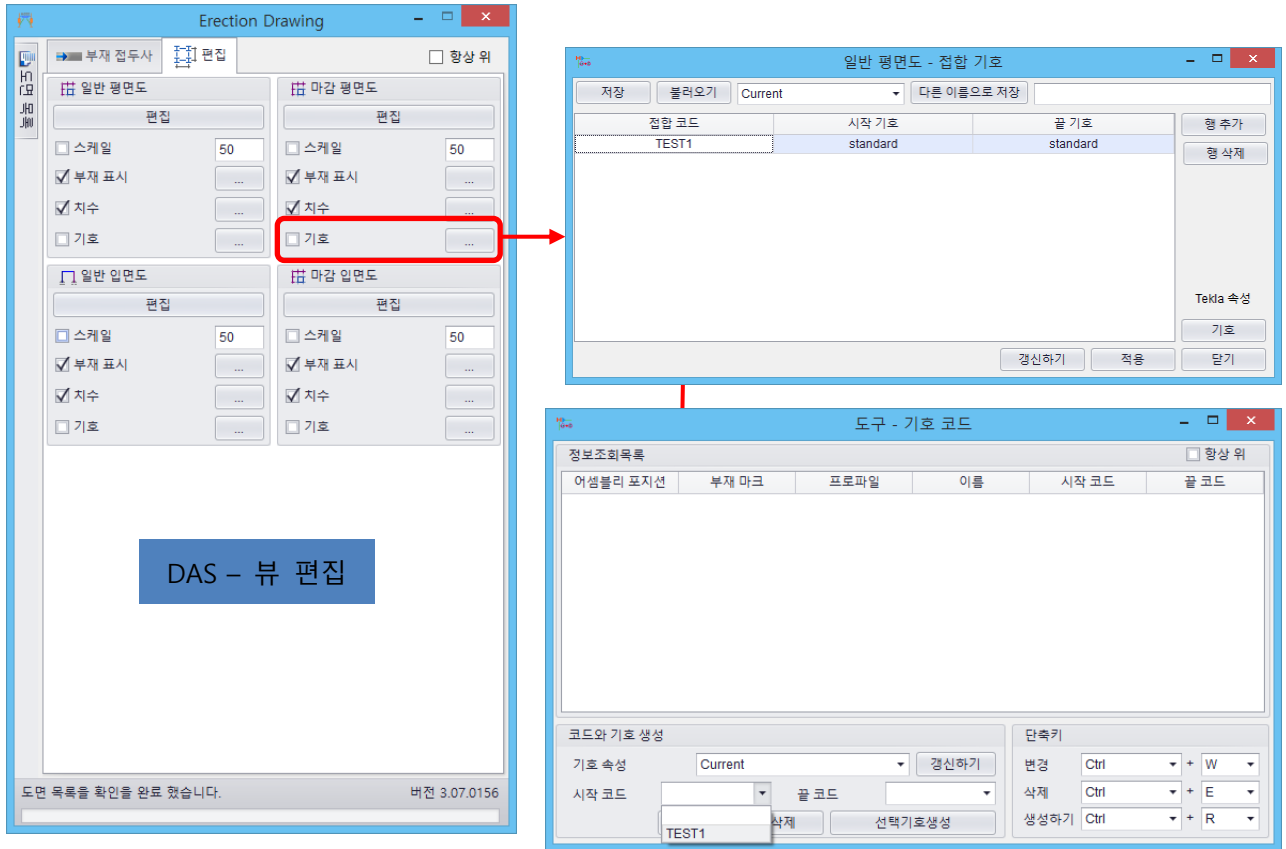 Erection Drawing
도면 목록
부재 접두사
편집
항상 위
일반 평면도
편집
스케일 50
부재 표시 ...
치수 ...
기호 ...
마감 평면도
편집
스케일 50
부재 표시 ...
치수 ...
기호 ...
일반 입면도
편집
스케일 50
부재 표시 ...
치수 ...
기호 ...
마감 입면도
편집
스케일 50
부재 표시 ...
치수 ...
기호 ...
DAS – 뷰 편집
도면 목록을 확인을 완료 했습니다. 버전 3.07.0156
일반 평면도 - 접합 기호
저장 불러오기 Current 다른 이름으로 저장
접합 코드 시작 기호 끝 기호
TEST1 standard standard
행 추가
행 삭제
Tekla 속성
기호
갱신하기 적용 닫기
도구 - 기호 코드
정보조회목록 항상 위
어셈블리 포지션 부재 마크 프로파일 이름 시작 코드 끝 코드
코드와 기호 생성
기호 속성 Current 갱신하기
시작 코드 끝 코드
TEST1
삭제 선택기호생성
단축키
변경 Ctrl + W
삭제 Ctrl + E
생성하기 Ctrl + R